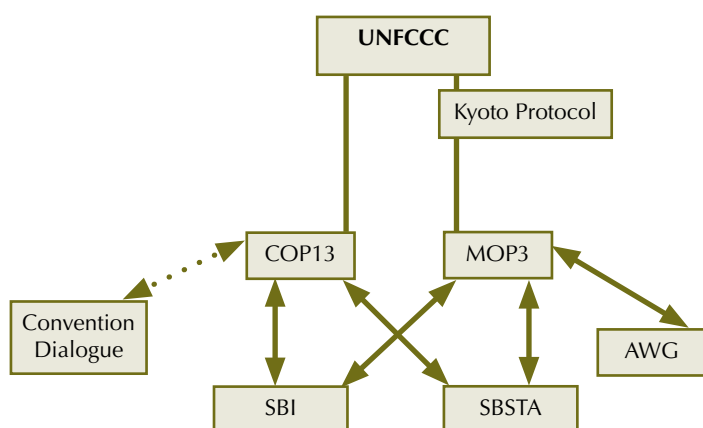 UNFCCC
Kyoto Protocol
COP13
MOP3
Convention
Dialogue
AWG
SBI
SBSTA